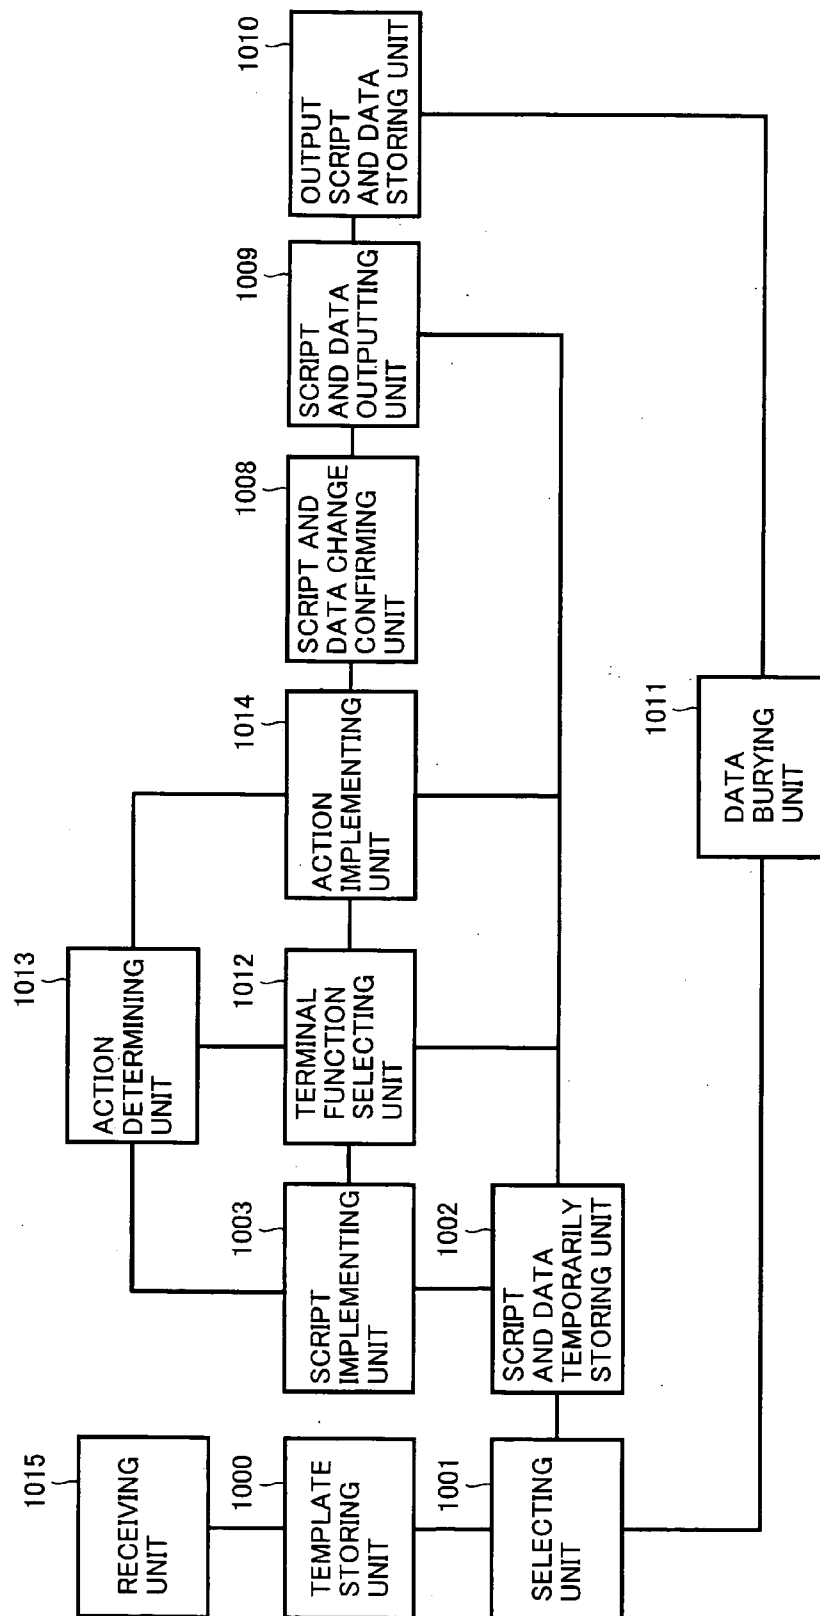 1015
RECEIVING
UNIT
1000
TEMPLATE
STORING
UNIT
1001
SELECTING
UNIT
1013
ACTION
DETERMINING
UNIT
1003
SCRIPT
IMPLEMENTING
UNIT
1002
SCRIPT
AND DATA
TEMPORARILY
STORING UNIT
1012
TERMINAL
FUNCTION
SELECTING
UNIT
1014
ACTION
IMPLEMENTING
UNIT
1008
SCRIPT AND
DATA CHANGE
CONFIRMING
UNIT
1009
SCRIPT
AND DATA
OUTPUTTING
UNIT
1010
OUTPUT
SCRIPT
AND DATA
STORING UNIT
1011
DATA
BURYING
UNIT